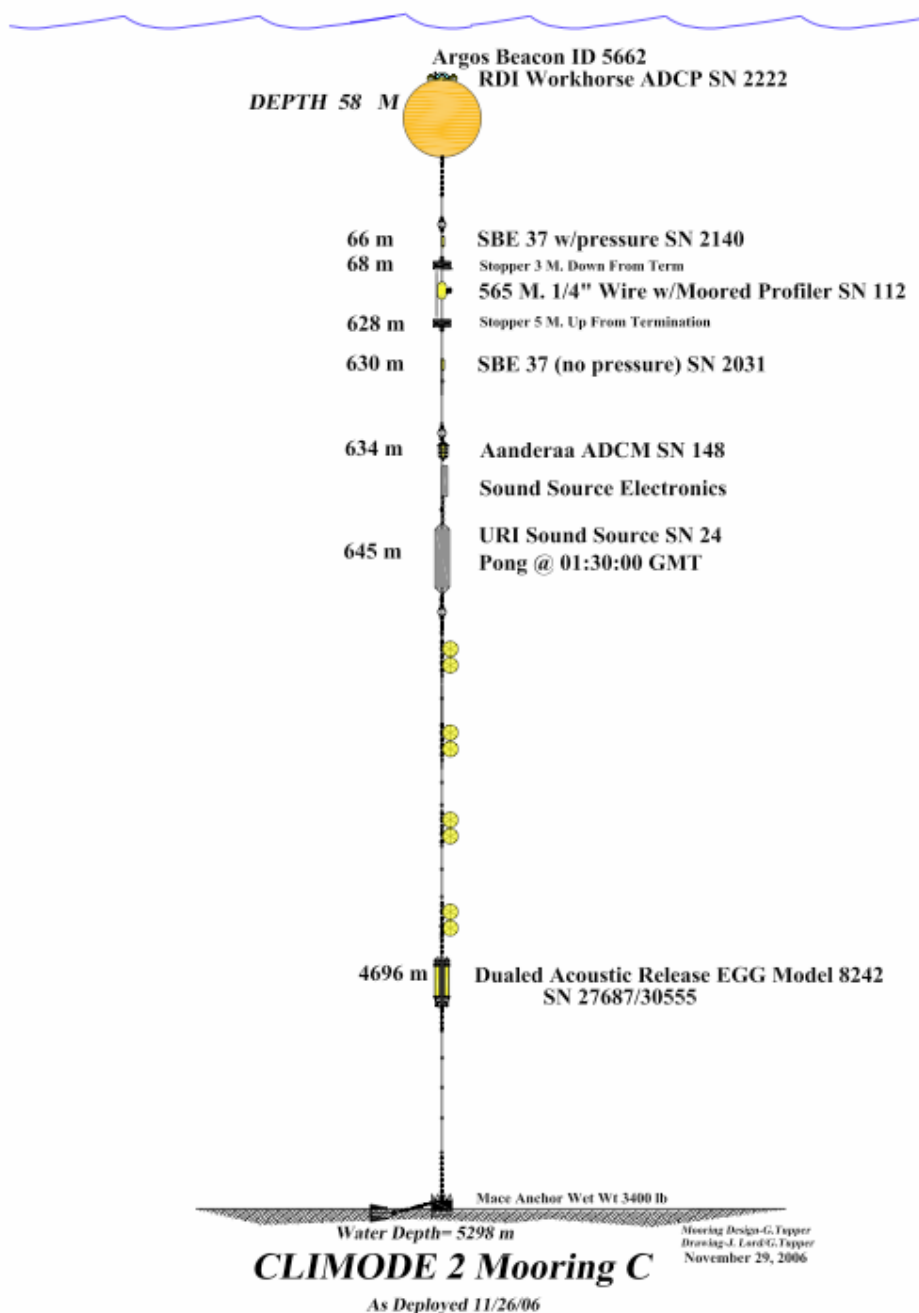 Argos Beacon ID 5662
RDI Workhorse ADCP SN 2222
DEPTH 58 M
66 m
SBE 37 w/pressure SN 2140
68 m
Stopper 3 M. Down From Term
565 M. 1/4" Wire w/Moored Profiler SN 112
628 m
Stopper 5 M. Up From Termination
630 m
SBE 37 (no pressure) SN 2031
634 m
Aanderaa ADCM SN 148
Sound Source Electronics
645 m
URI Sound Source SN 24
Pong @ 01:30:00 GMT
4696 m
Dualed Acoustic Release EGG Model 8242
SN 27687/30555
Mace Anchor Wet Wt 3400 lb
Water Depth= 5298 m
Mooring Design-G.Tupper
Drawing-J. Lord/G.Tupper
November 29, 2006
CLIMODE 2 Mooring C
As Deployed 11/26/06